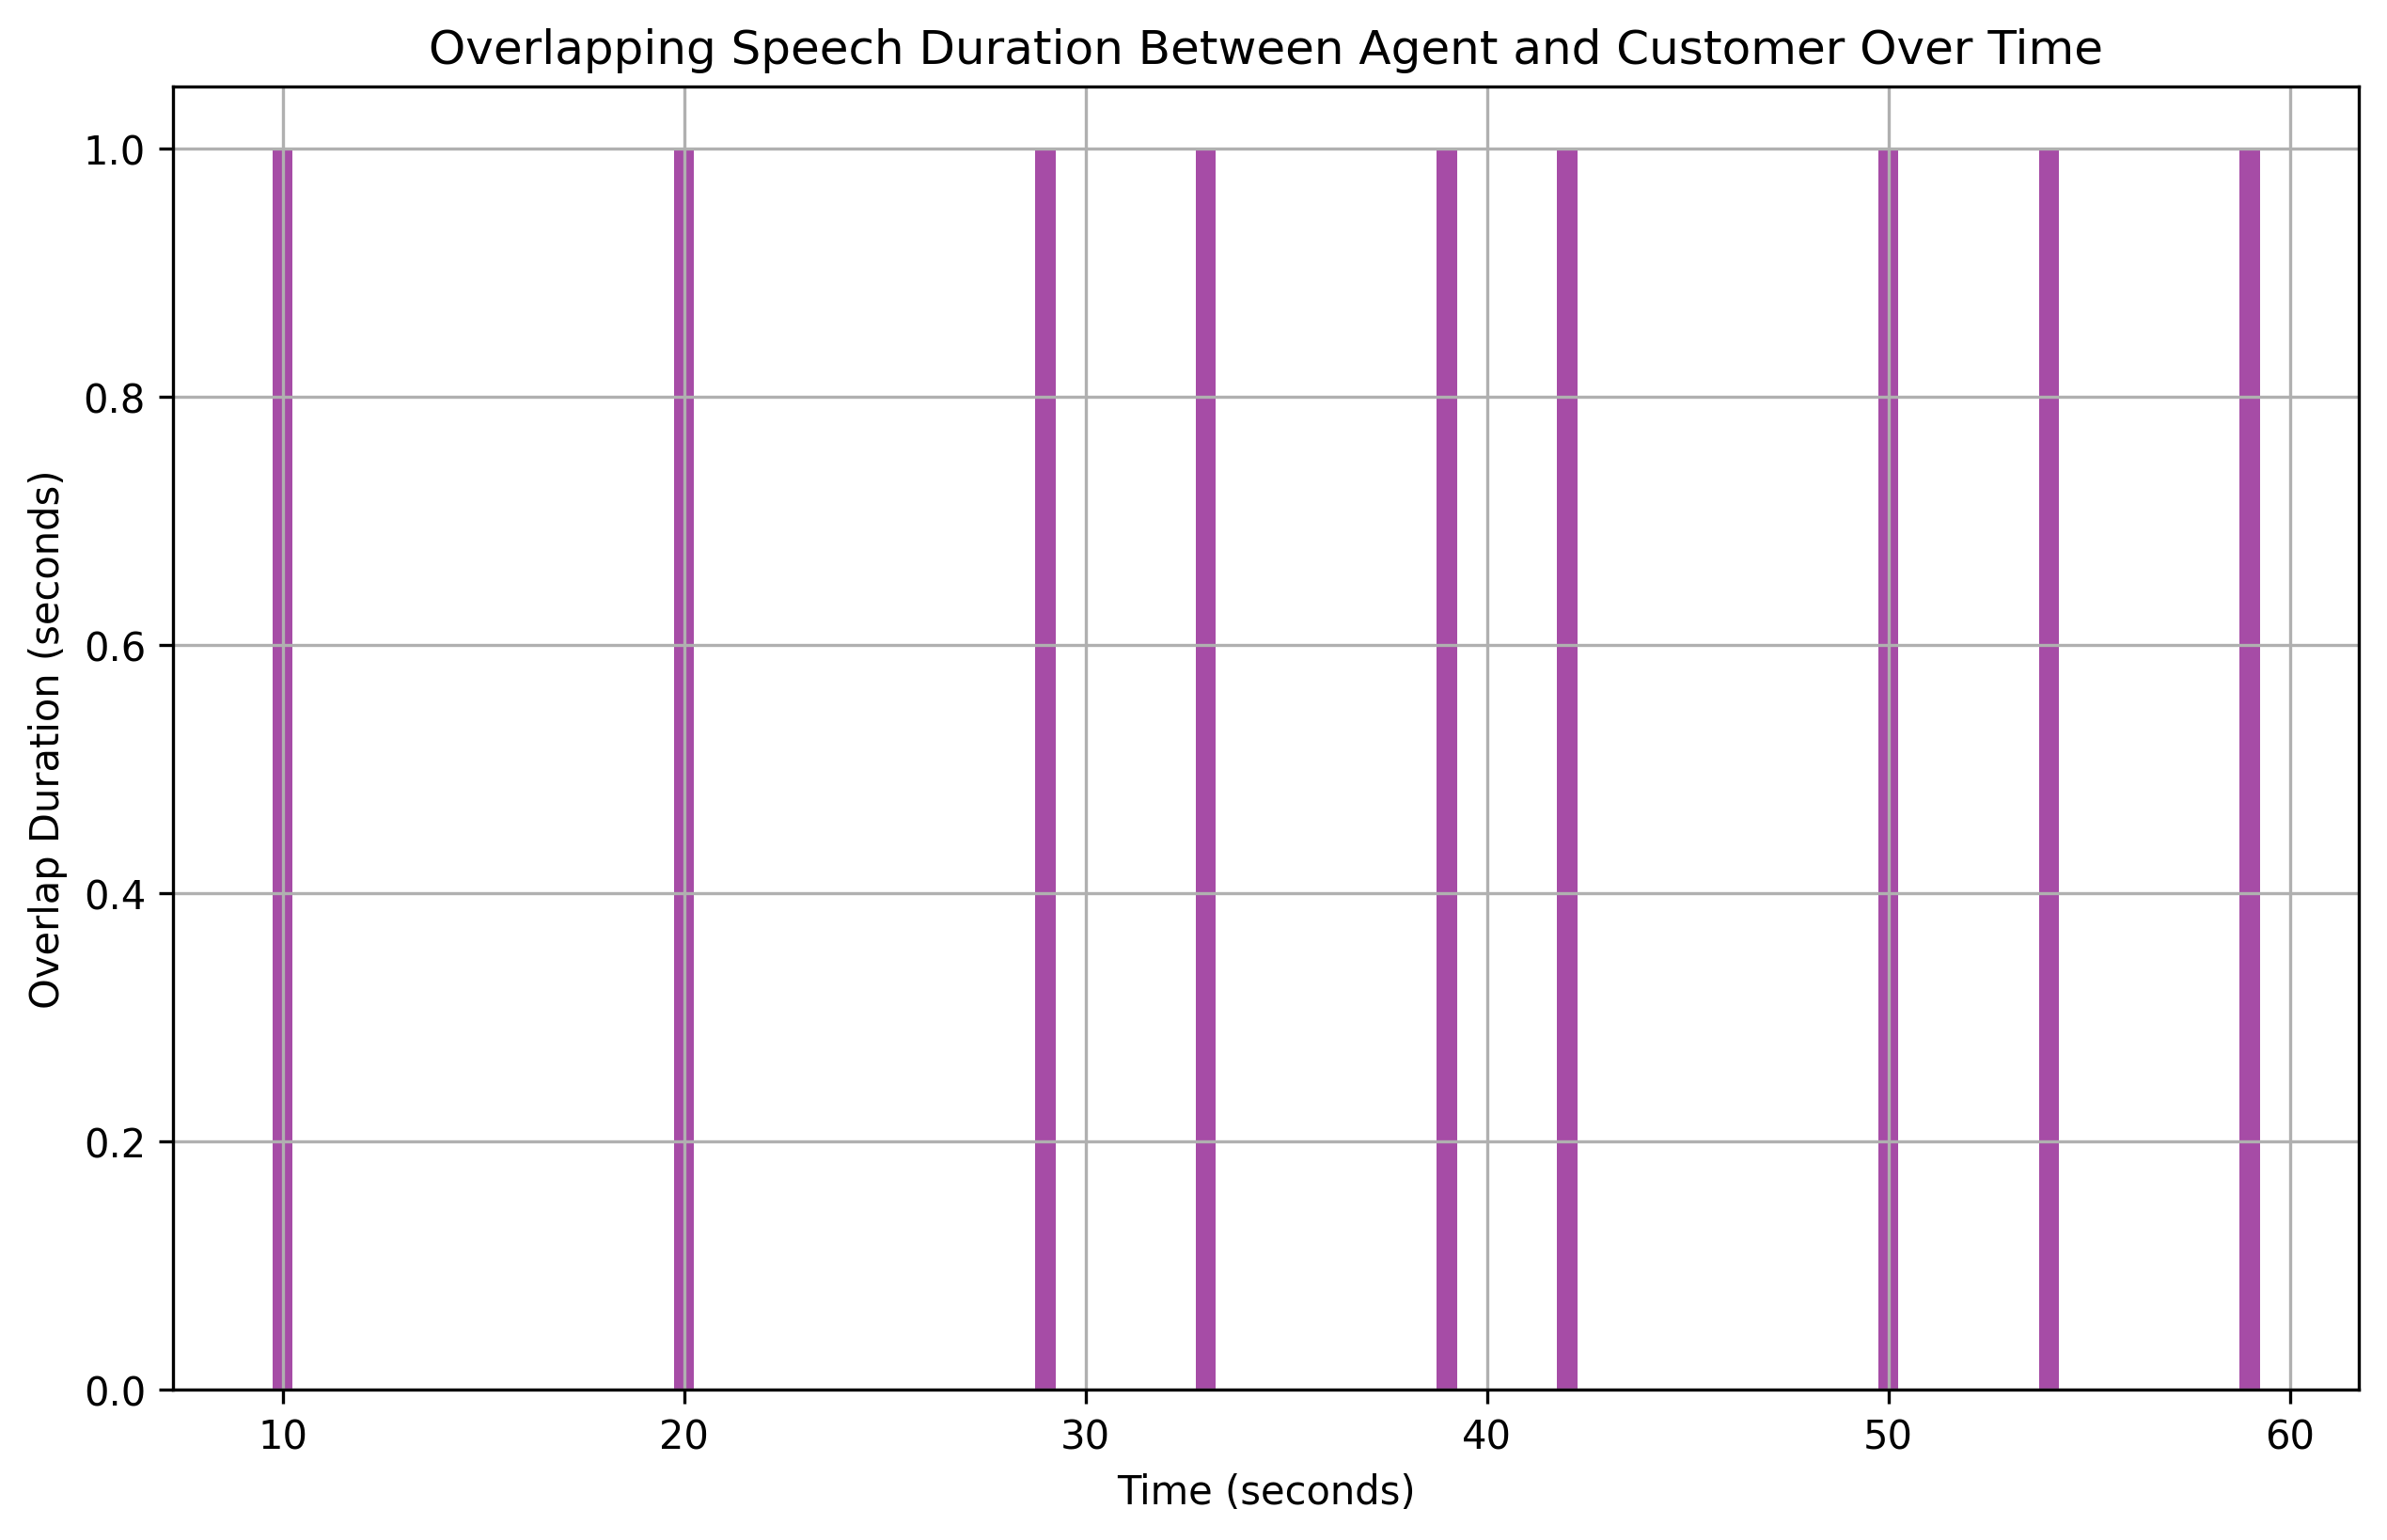 Overlapping Speech Duration Between Agent and Customer Over Time
Overlap Duration (seconds)
1.0
0.8
0.6
0.4
0.2
0.0
10 20 30 40 50 60
Time (seconds)